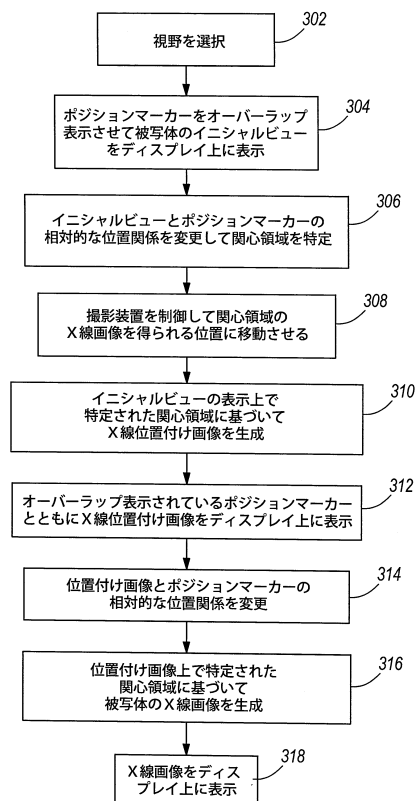 302
視野を選択
304
ポジションマーカーをオーバーラップ
表示させて被写体のイニシャルビュー
をディスプレイ上に表示
306
イニシャルビューとポジションマーカーの
相対的な位置関係を変更して関心領域を特定
308
撮影装置を制御して関心領域の
X線画像を得られる位置に移動させる
310
イニシャルビューの表示上で
特定された関心領域に基づいて
X線位置付け画像を生成
312
オーバーラップ表示されているポジションマーカー
とともにX線位置付け画像をディスプレイ上に表示
314
位置付け画像とポジションマーカーの
相対的な位置関係を変更
316
位置付け画像上で特定された
関心領域に基づいて
被写体のX線画像を生成
318
X線画像をディス
プレイ上に表示